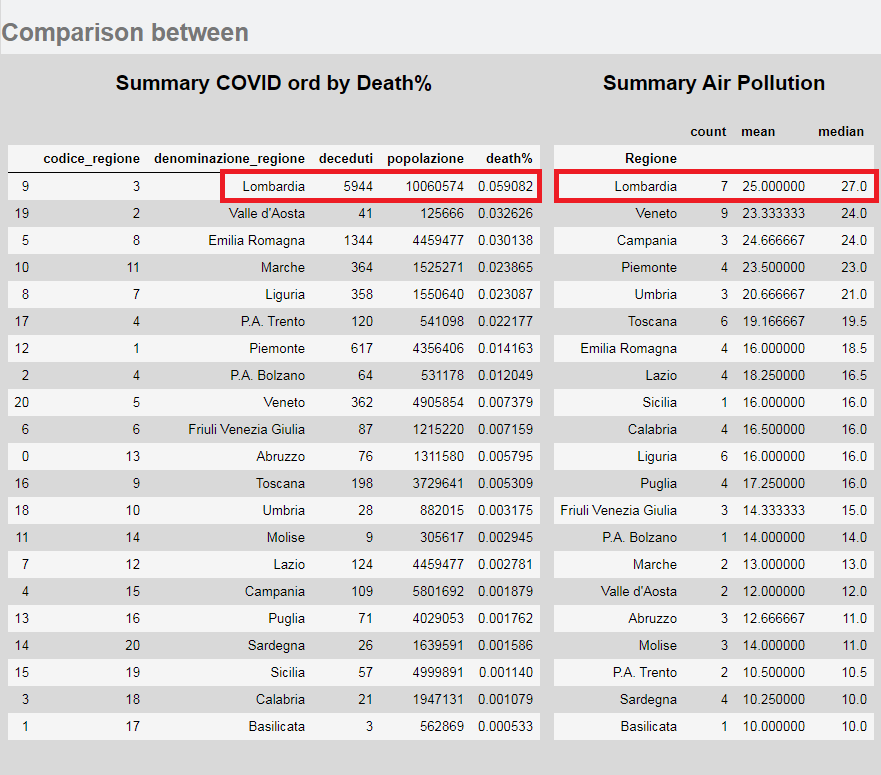 Comparison between
Summary COVID ord by Death%
Summary Air Pollution
codice_regione denominazione_regione deceduti popolazione death%
9 3 Lombardia 5944 10060574 0.059082
19 2 Valle d'Aosta 41 125666 0.032626
5 8 Emilia Romagna 1344 4459477 0.030138
10 11 Marche 364 1525271 0.023865
8 7 Liguria 358 1550640 0.023087
17 4 P.A. Trento 120 541098 0.022177
12 1 Piemonte 617 4356406 0.014163
2 4 P.A. Bolzano 64 531178 0.012049
20 5 Veneto 362 4905854 0.007379
6 6 Friuli Venezia Giulia 87 1215220 0.007159
0 13 Abruzzo 76 1311580 0.005795
16 9 Toscana 198 3729641 0.005309
18 10 Umbria 28 882015 0.003175
11 14 Molise 9 305617 0.002945
7 12 Lazio 124 4459477 0.002781
4 15 Campania 109 5801692 0.001879
13 16 Puglia 71 4029053 0.001762
14 20 Sardegna 26 1639591 0.001586
15 19 Sicilia 57 4999891 0.001140
3 18 Calabria 21 1947131 0.001079
1 17 Basilicata 3 562869 0.000533
count mean median
Regione
Lombardia 7 25.000000 27.0
Veneto 9 23.333333 24.0
Campania 3 24.666667 24.0
Piemonte 4 23.500000 23.0
Umbria 3 20.666667 21.0
Toscana 6 19.166667 19.5
Emilia Romagna 4 16.000000 18.5
Lazio 4 18.250000 16.5
Sicilia 1 16.000000 16.0
Calabria 4 16.500000 16.0
Liguria 6 16.000000 16.0
Puglia 4 17.250000 16.0
Friuli Venezia Giulia 3 14.333333 15.0
P.A. Bolzano 1 14.000000 14.0
Marche 2 13.000000 13.0
Valle d'Aosta 2 12.000000 12.0
Abruzzo 3 12.666667 11.0
Molise 3 14.000000 11.0
P.A. Trento 2 10.500000 10.5
Sardegna 4 10.250000 10.0
Basilicata 1 10.000000 10.0